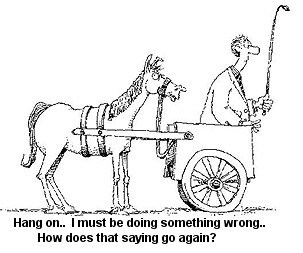 Hang on.. I must be doing something wrong..
How does that saying go again?